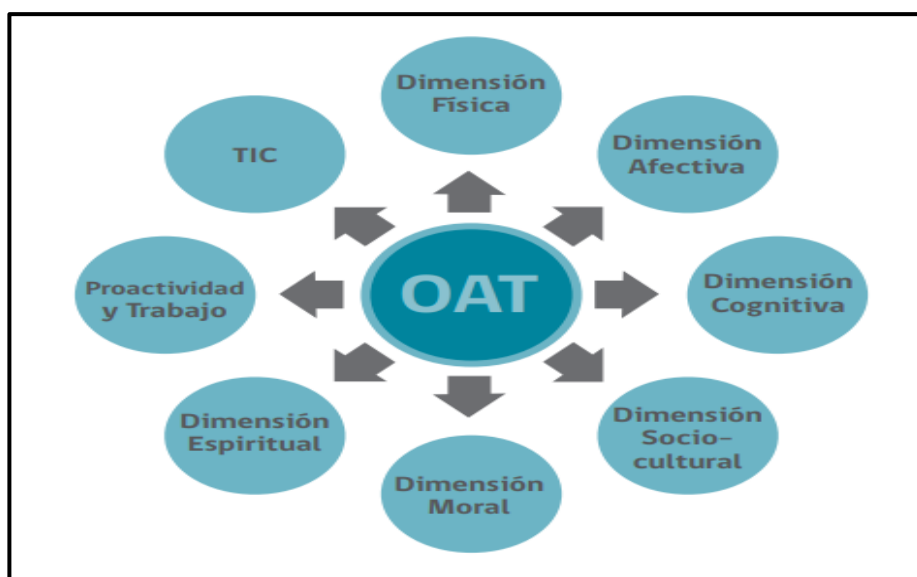 Dimensión
Física
TIC
Dimensión
Afectiva
OAT
Proactividad
y Trabajo
Dimensión
Cognitiva
Dimensión
Espiritual
Dimensión
Socio-
cultural
Dimensión
Moral